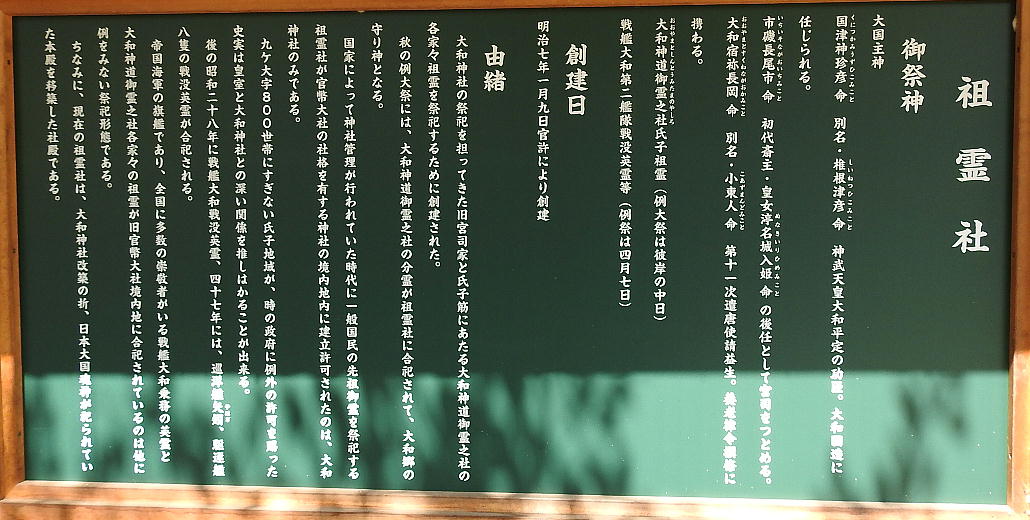 祖霊社
御祭神
大国主神
国津神珍彦命 別名・椎根津彦命 神武天皇大和平定の功臣。大和国造に
任じられる。
市磯長尾市命 初代斎主・皇女渟名城入姫命の後任として宮司をつとめる。
大和宿祢長岡命 別名・小東人命 第十一次遣唐使請益生。養老律令編纂に
携わる。
大和神道御霊之社氏子祖霊（例大祭は彼岸の中日）
戦艦大和第二艦隊戦没英霊等（例祭は四月七日）
創建日
明治七年一月九日官許により創建
由緒
大和神社の祭祀を担ってきた旧宮司家と氏子筋にあたる大和神道御霊之社の
各家々祖霊を祭祀するために創建された。
秋の例大祭には、大和神道御霊之社の分霊が祖霊社に合祀されて、大和郷の
守り神となる。
国家によって神社管理が行われていた時代に一般国民の先祖御霊を祭祀する
祖霊社が官幣大社の社格を有する神社の境内地内に建立許可されたのは、大和
神社のみである。
九ケ大字８００世帯にすぎない氏子地域が、時の政府に例外の許可を賜った
史実は皇室と大和神社との深い関係を推しはかることが出来る。
後の昭和二十八年に戦艦大和戦没英霊、四十七年には、巡洋艦矢矧、駆逐艦
八隻の戦没英霊が合祀される。
帝国海軍の旗艦であり、全国に多数の崇敬者がいる戦艦大和乗務の英霊と
大和神道御霊之社各家々の祖霊が旧官幣大社境内地に合祀されているのは他に
例をみない祭祀形態である。
ちなみに、現在の祖霊社は、大和神社改築の折、日本大国魂神が祀られてい
た本殿を移築した社殿である。